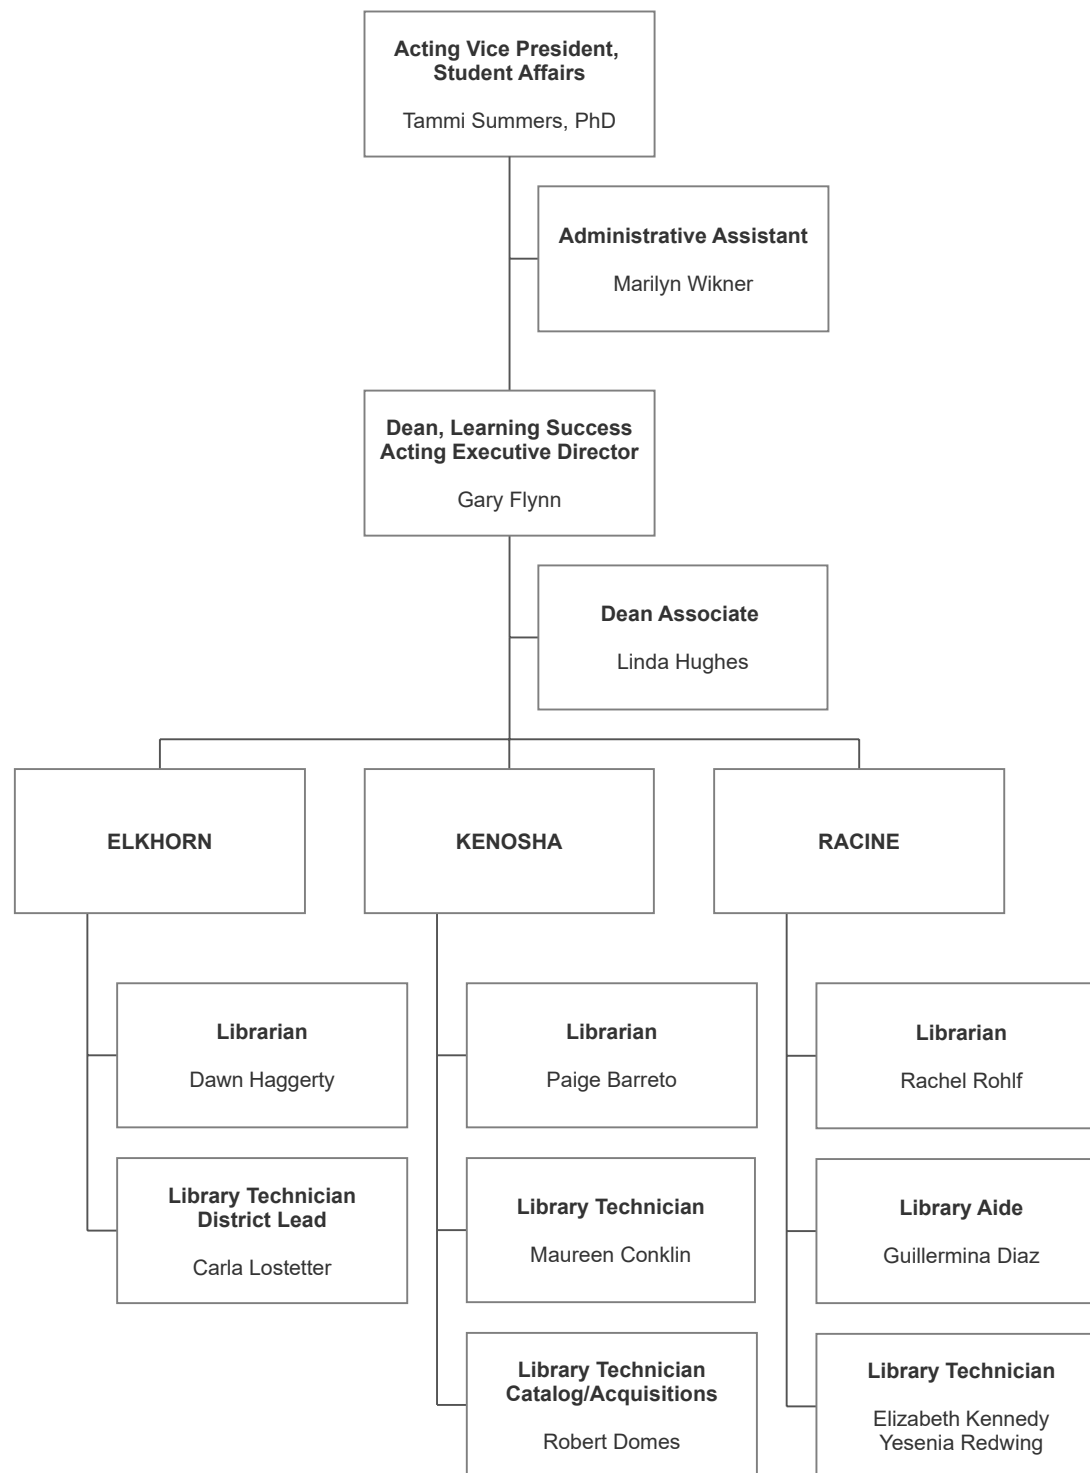 Acting Vice President,
Student Affairs
Tammi Summers, PhD
Administrative Assistant
Marilyn Wikner
Dean, Learning Success
Acting Executive Director
Gary Flynn
Dean Associate
Linda Hughes
ELKHORN
KENOSHA
RACINE
Librarian
Dawn Haggerty
Library Technician
District Lead
Carla Lostetter
Librarian
Paige Barreto
Library Technician
Maureen Conklin
Library Technician
Catalog/Acquisitions
Robert Domes
Librarian
Rachel Rohlf
Library Aide
Guillermina Diaz
Library Technician
Elizabeth Kennedy
Yesenia Redwing